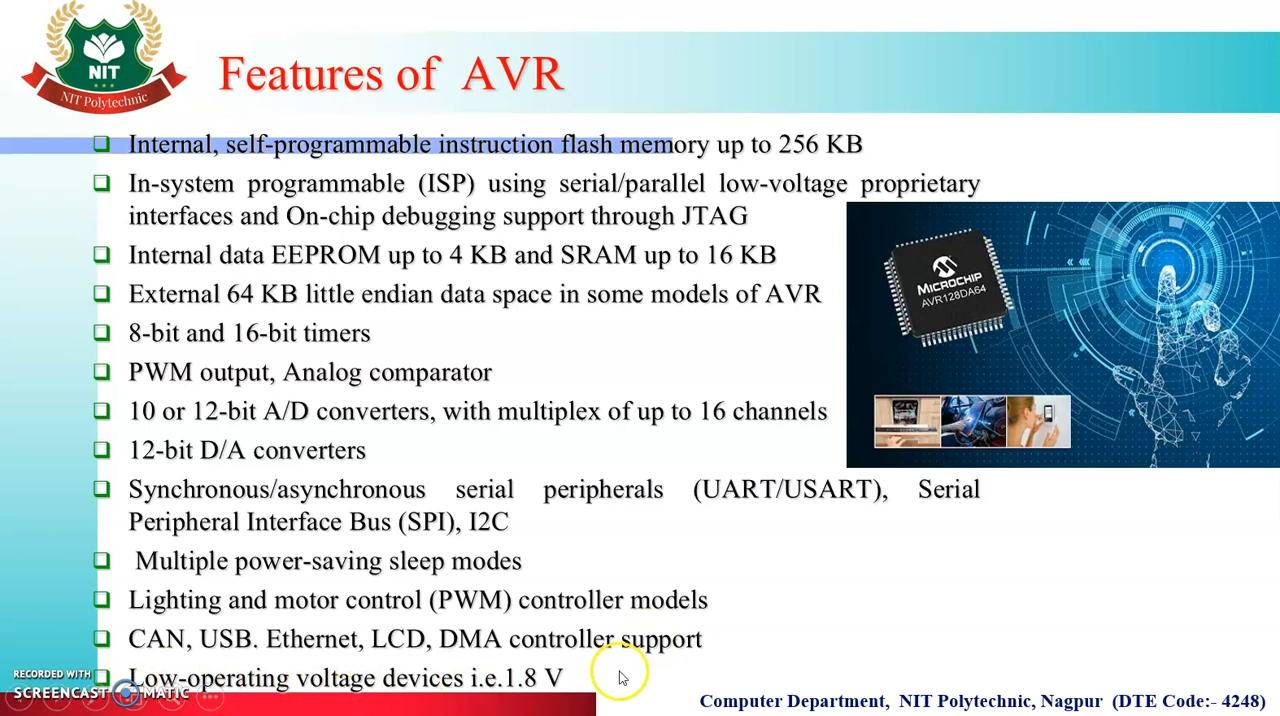 NIT
NIT Polytechnic
Features of AVR
Internal, self-programmable instruction flash memory up to 256 KB
In-system programmable (ISP) using serial/parallel low-voltage proprietary
interfaces and On-chip debugging support through JTAG
Internal data EEPROM up to 4 KB and SRAM up to 16 KB
External 64 KB little endian data space in some models of AVR
8-bit and 16-bit timers
PWM output, Analog comparator
10 or 12-bit A/D converters, with multiplex of up to 16 channels
12-bit D/A converters
Synchronous/asynchronous serial peripherals (UART/USART), Serial
Peripheral Interface Bus (SPI), I2C
Multiple power-saving sleep modes
Lighting and motor control (PWM) controller models
CAN, USB. Ethernet, LCD, DMA controller support
Low-operating voltage devices i.e.1.8 V
MICROCHIP
AVR128DA64
RECORDED WITH
SCREENCAST MATIC
Computer Department, NIT Polytechnic, Nagpur (DTE Code:- 4248)